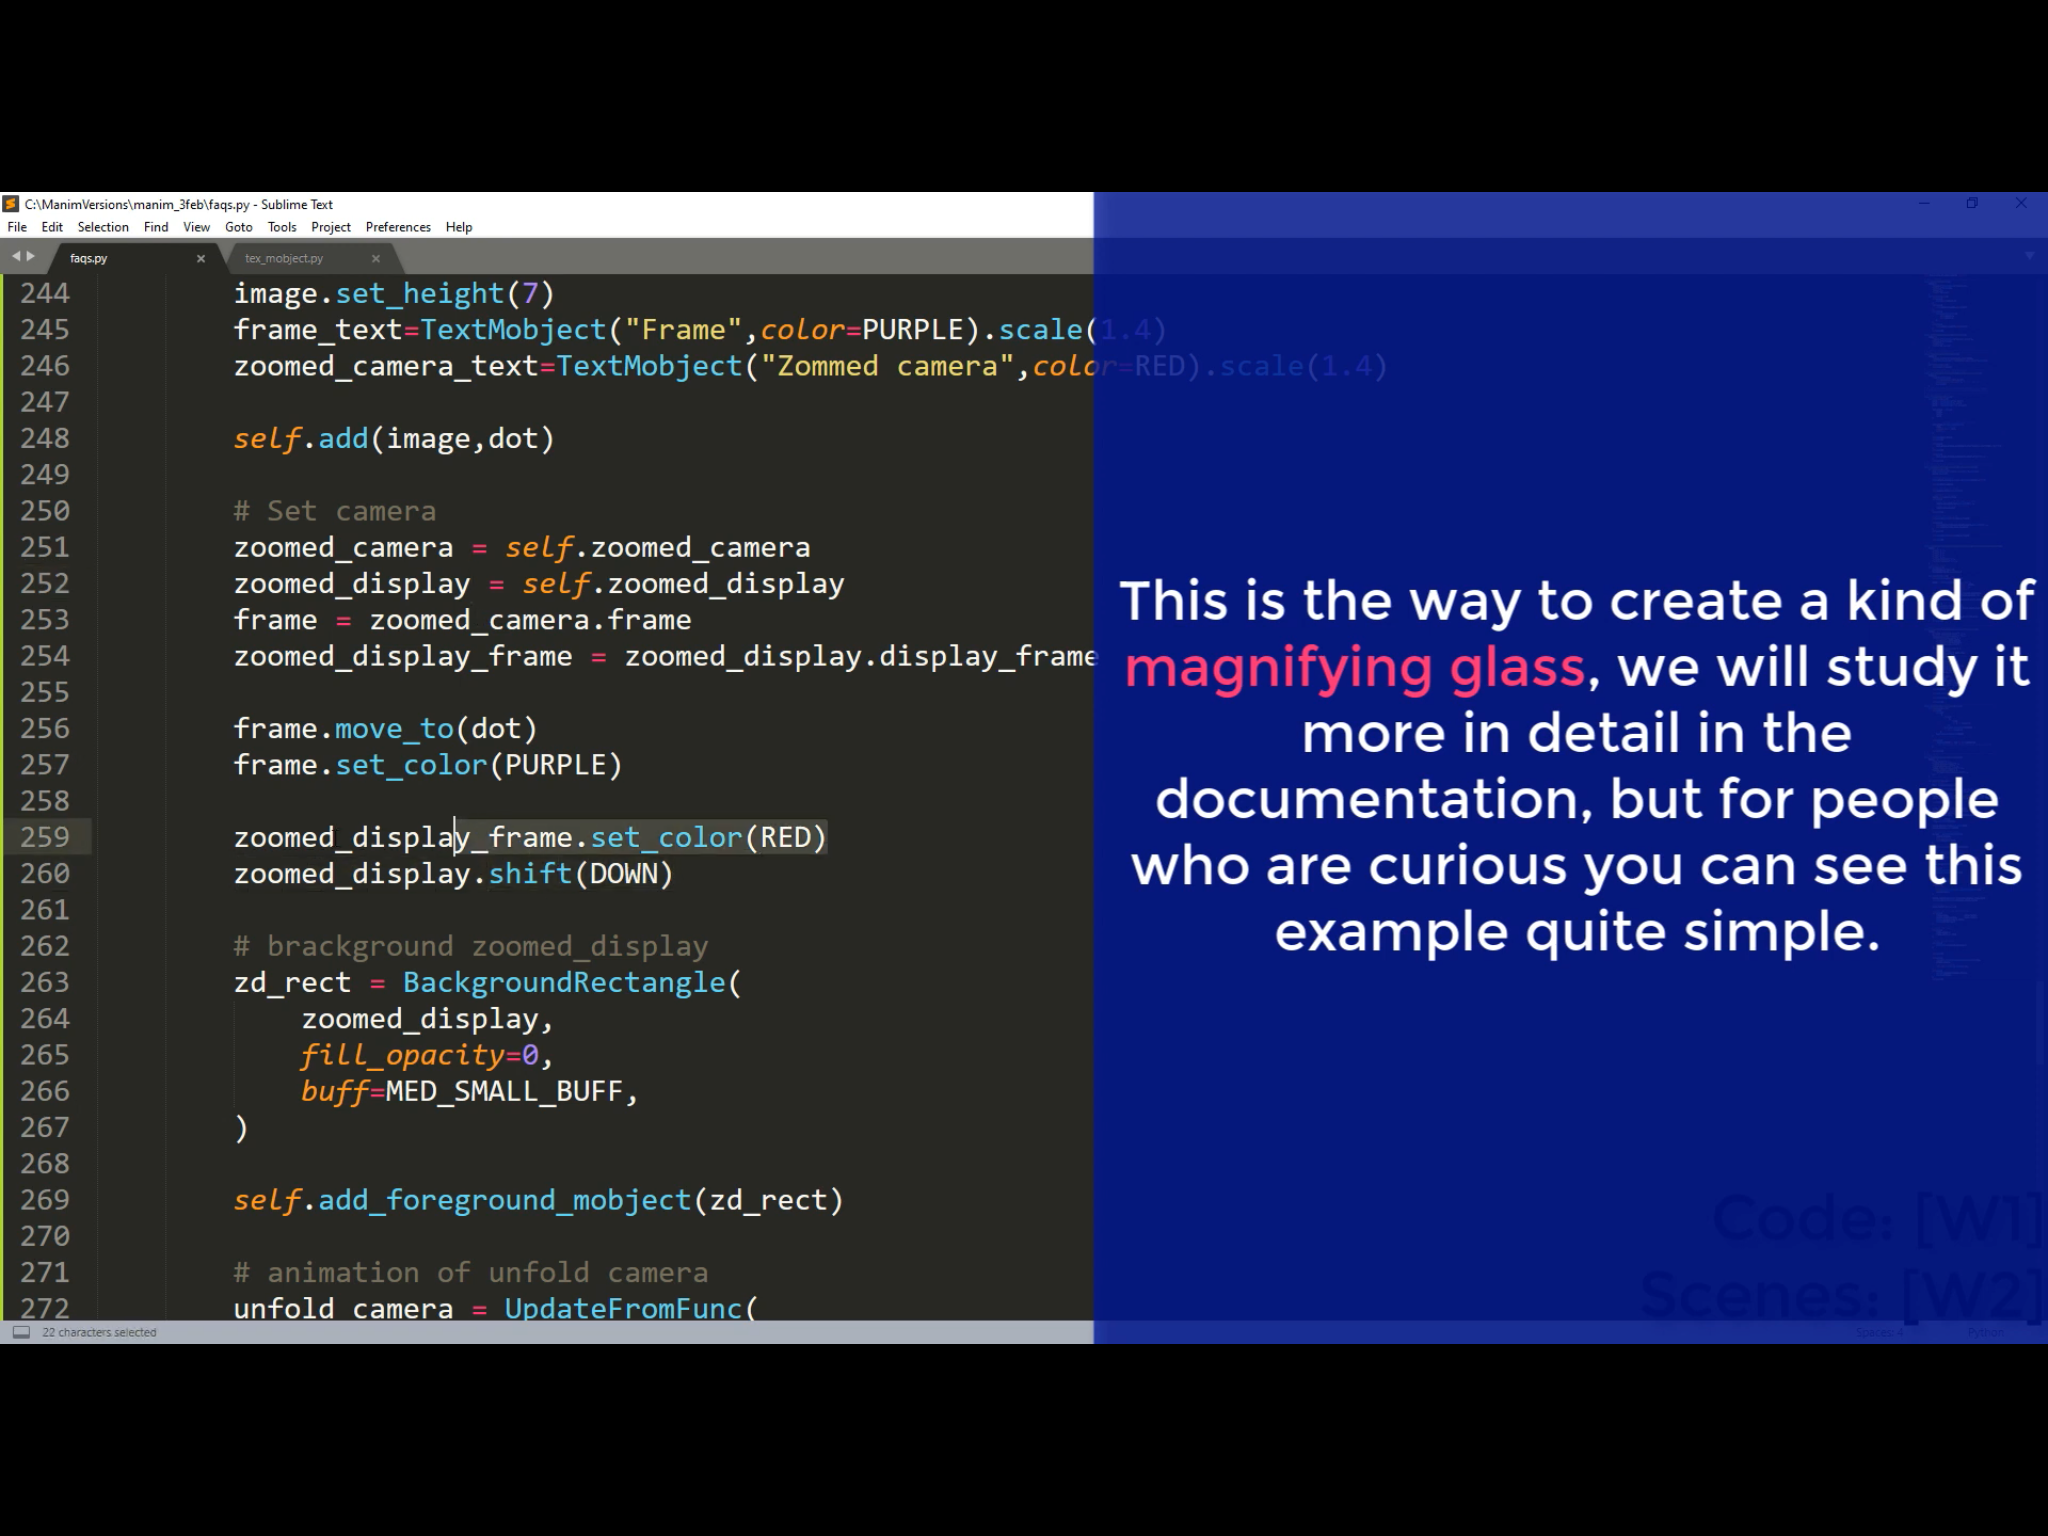 C:\ManimVersions\manim_3feb\faqs.py - Sublime Text
File Edit Selection Find View Goto Tools Project Preferences Help
faqs.py × tex_mobject.py ×
244 image.set_height(7)
245 frame_text=TextMobject("Frame",color=PURPLE).scale(1.4)
246 zoomed_camera_text=TextMobject("Zommed camera",color=RED).scale(1.4)
247
248 self.add(image,dot)
249
250 # Set camera
251 zoomed_camera = self.zoomed_camera
252 zoomed_display = self.zoomed_display
253 frame = zoomed_camera.frame
254 zoomed_display_frame = zoomed_display.display_frame
255
256 frame.move_to(dot)
257 frame.set_color(PURPLE)
258
259 zoomed_display_frame.set_color(RED)
260 zoomed_display.shift(DOWN)
261
262 # brackground zoomed_display
263 zd_rect = BackgroundRectangle(
264 zoomed_display,
265 fill_opacity=0,
266 buff=MED_SMALL_BUFF,
267 )
268
269 self.add_foreground_mobject(zd_rect)
270
271 # animation of unfold camera
272 unfold_camera = UpdateFromFunc(
22 characters selected
This is the way to create a kind of
magnifying glass, we will study it
more in detail in the
documentation, but for people
who are curious you can see this
example quite simple.
Code: [W1]
Scenes: [W2]
Spaces: 4 Python